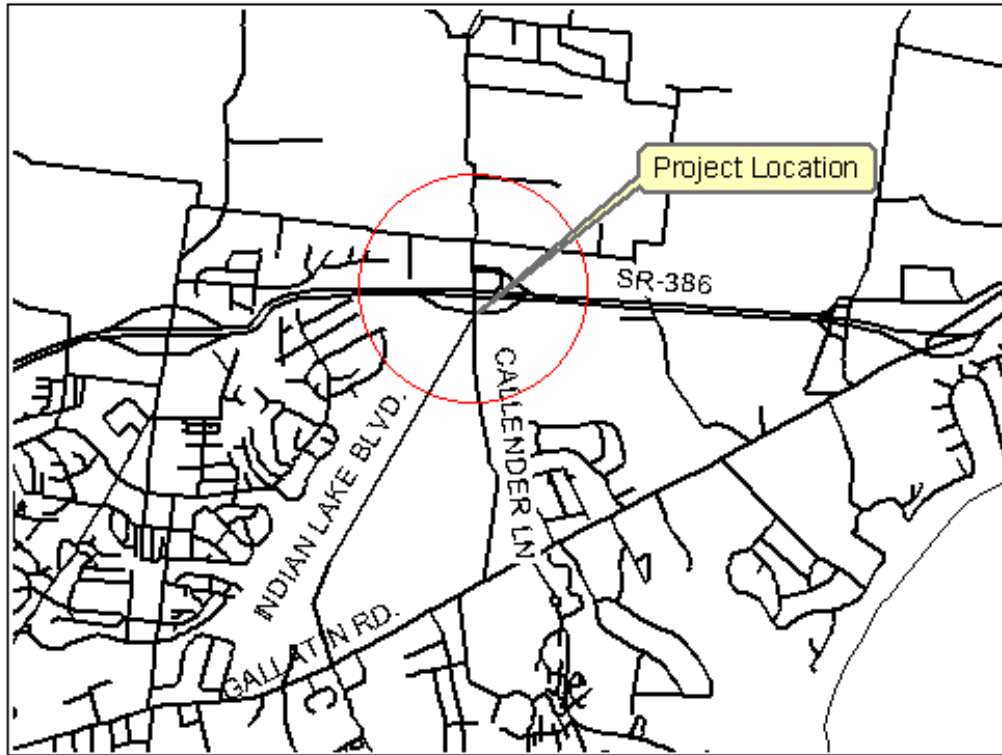 Project Location
SR-386
CALLENDER LN
INDIAN LAKE BLVD.
GALLATIN RD.